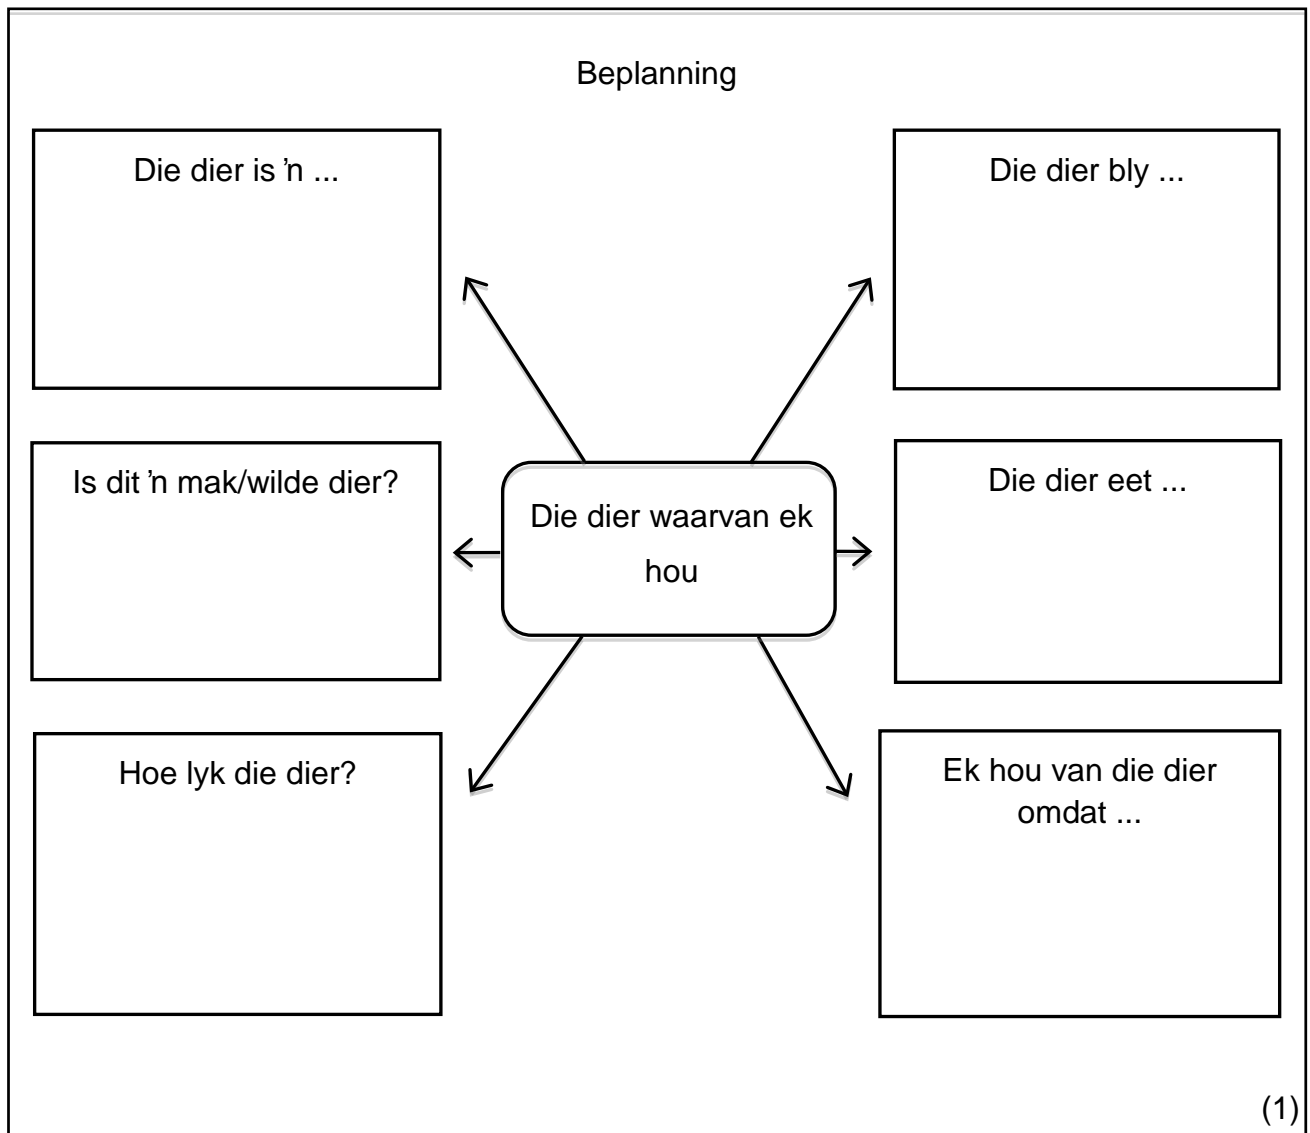 Beplanning
Die dier is ’n ...
Die dier bly ...
Is dit ’n mak/wilde dier?
Die dier waarvan ek
hou
Die dier eet ...
Hoe lyk die dier?
Ek hou van die dier
omdat ...
(1)